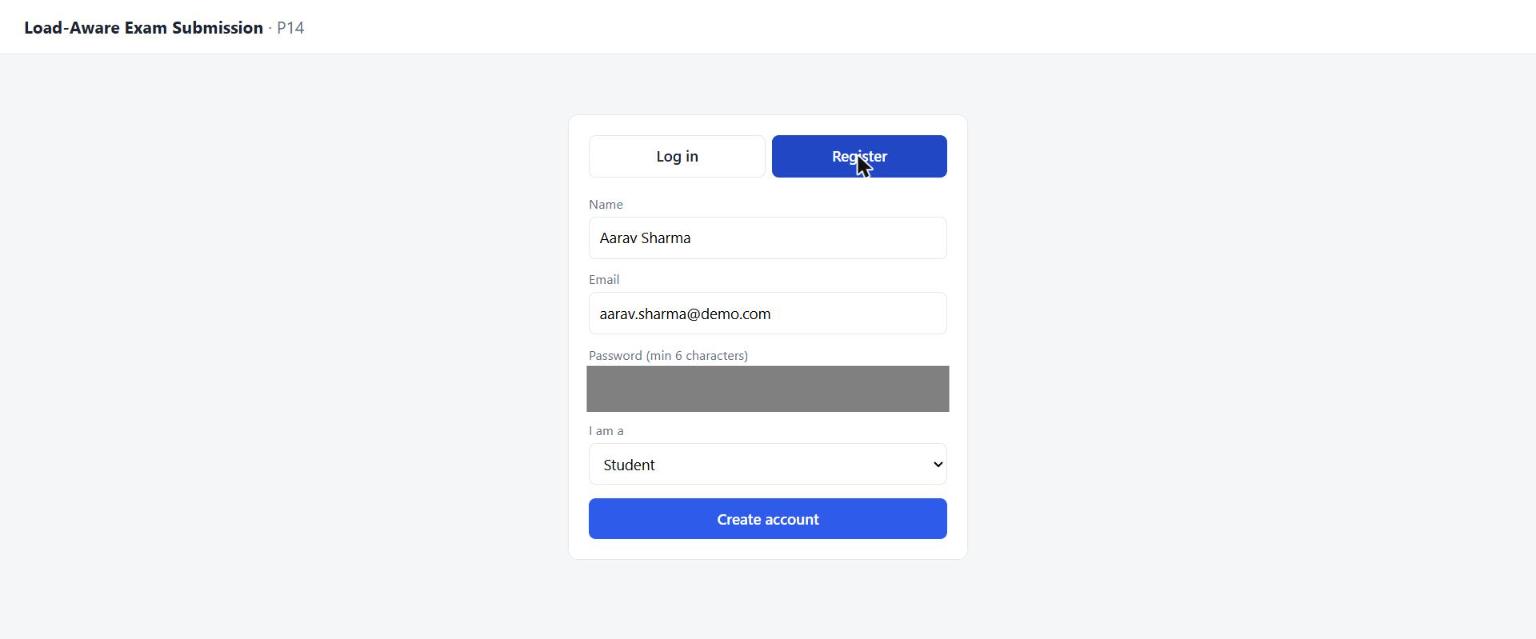 Load-Aware Exam Submission · P14
Log in
Register
Name
Aarav Sharma
Email
aarav.sharma@demo.com
Password (min 6 characters)
I am a
Student
Create account